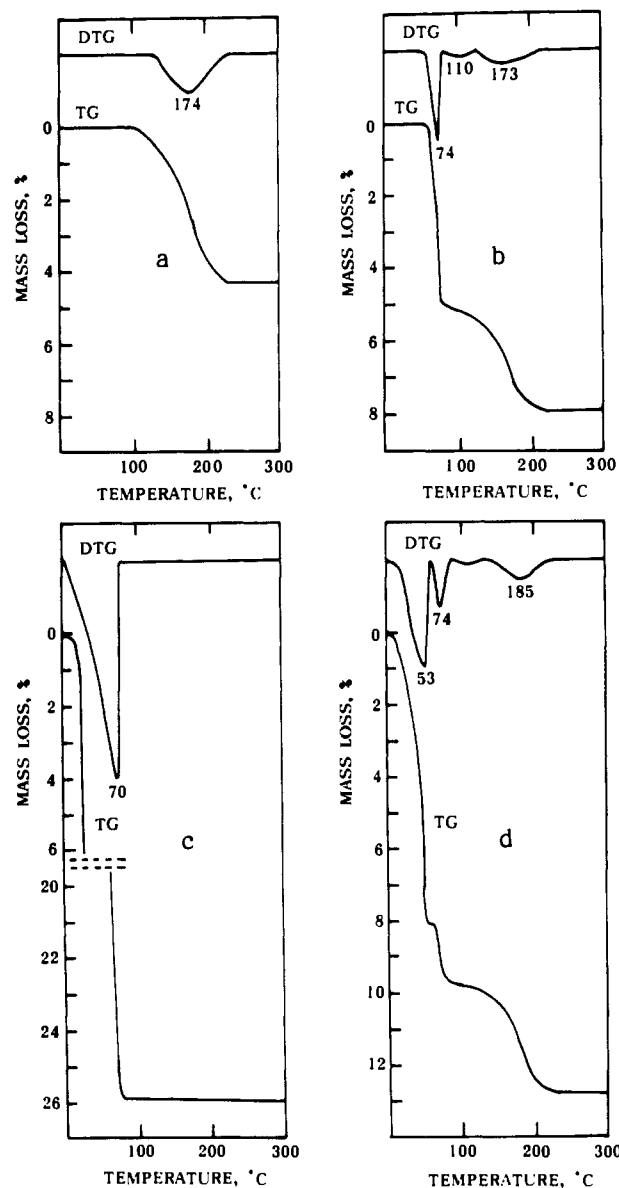 DTG
174
TG
0
2
4
6
8
MASS LOSS, %
a
100 200 300
TEMPERATURE, °C
DTG
110 173
TG
74
0
2
4
6
8
MASS LOSS, %
b
100 200 300
TEMPERATURE, °C
DTG
0
2
4
70
TG
6
20
22
24
26
MASS LOSS, %
c
0 100 200 300
TEMPERATURE, °C
DTG
74 185
53
0
2
4
6
8
10
12
MASS LOSS, %
TG
d
0 100 200 300
TEMPERATURE, °C